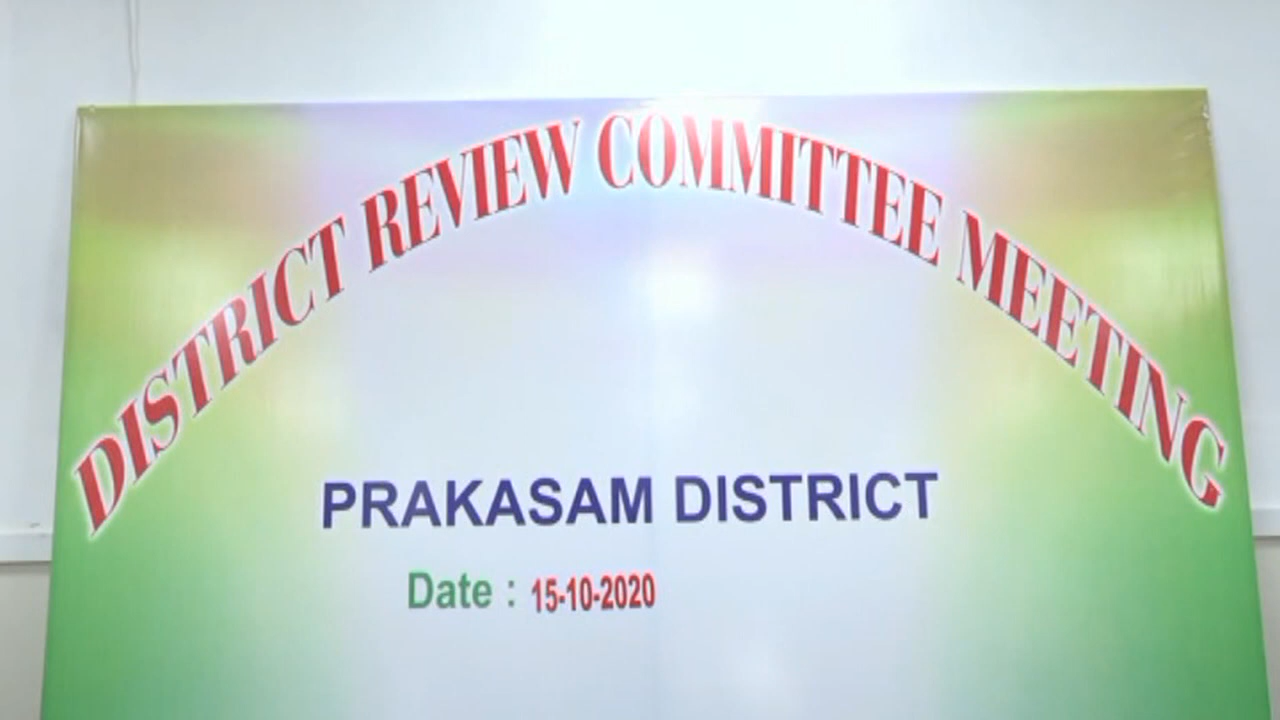 DISTRICT REVIEW COMMITTEE MEETING
PRAKASAM DISTRICT
Date : 15-10-2020